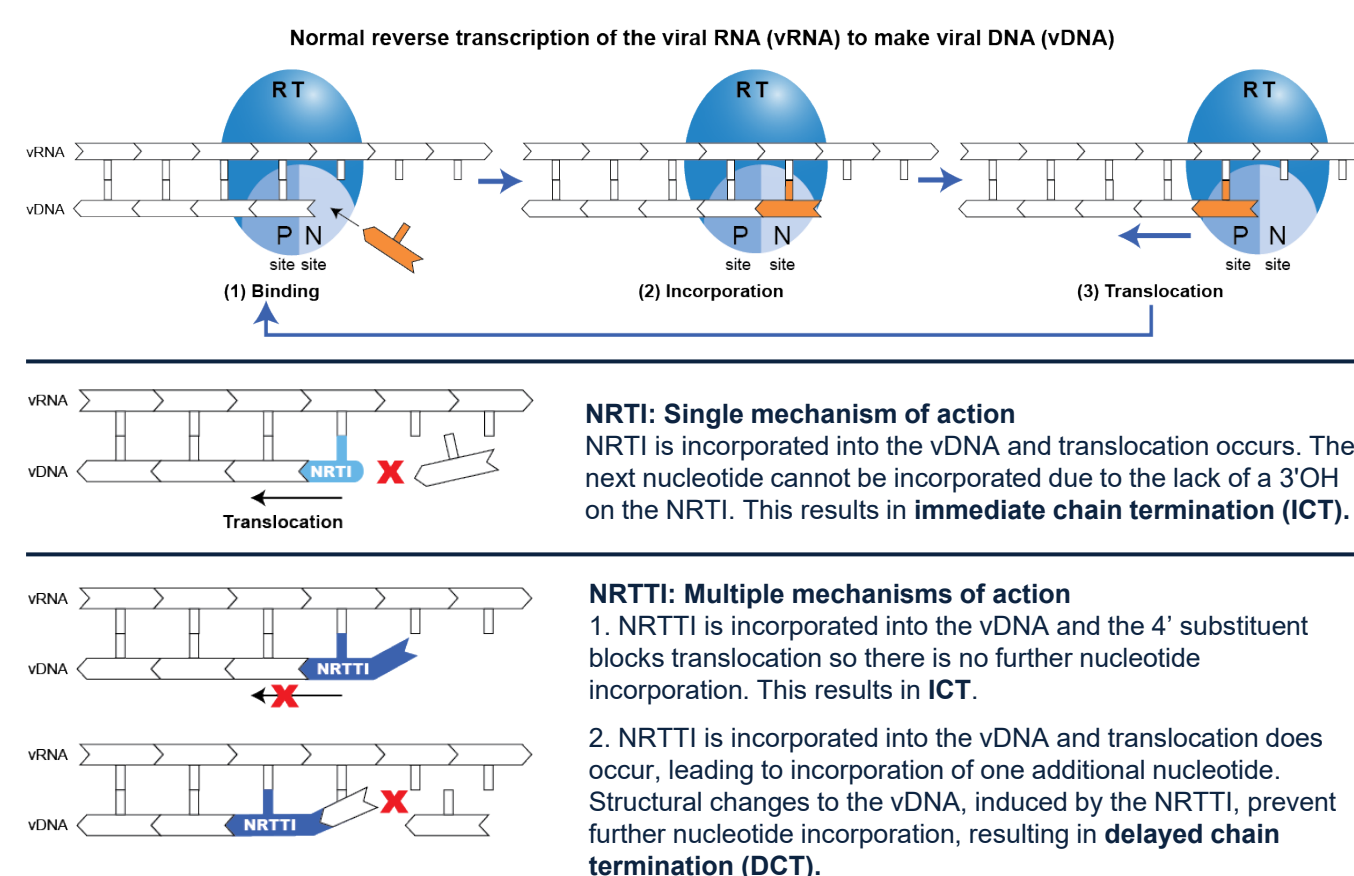 Normal reverse transcription of the viral RNA (vRNA) to make viral DNA (vDNA)
RT
RT
RT
vRNA
vDNA
P N
P N
P N
site site
site site
site site
(1) Binding
(2) Incorporation
(3) Translocation
vRNA
vDNA
NRTI
Translocation
NRTI: Single mechanism of action
NRTI is incorporated into the vDNA and translocation occurs. The
next nucleotide cannot be incorporated due to the lack of a 3'OH
on the NRTI. This results in immediate chain termination (ICT).
vRNA
vDNA
NRTTI
NRTTI: Multiple mechanisms of action
1. NRTTI is incorporated into the vDNA and the 4’ substituent
blocks translocation so there is no further nucleotide
incorporation. This results in ICT.
vRNA
vDNA
NRTTI
2. NRTTI is incorporated into the vDNA and translocation does
occur, leading to incorporation of one additional nucleotide.
Structural changes to the vDNA, induced by the NRTTI, prevent
further nucleotide incorporation, resulting in delayed chain
termination (DCT).